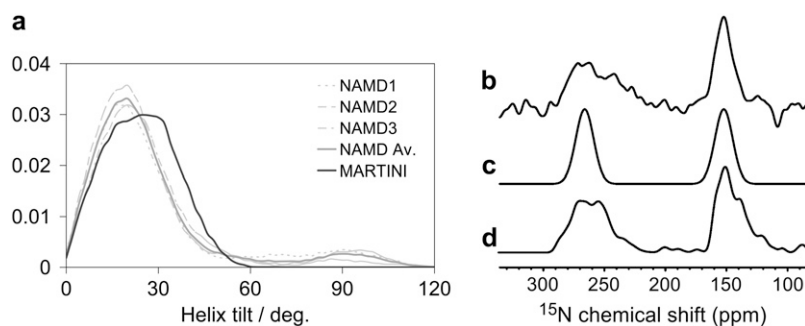 a
0.04
0.03
0.02
0.01
0
0 30 60 90 120
Helix tilt / deg.
NAMD1
NAMD2
NAMD3
NAMD Av.
MARTINI
b
c
d
300 250 200 150 100
¹⁵N chemical shift (ppm)